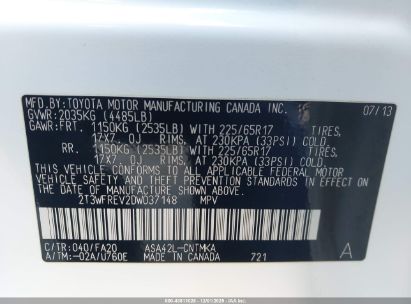 MFD.BY:TOYOTA MOTOR MANUFACTURING CANADA INC.
GVWR:2035KG (4485LB) 07/13
GAWR:FRT. 1150KG (2535LB) WITH 225/65R17 TIRES,
17X7.0J RIMS, AT 230KPA (33PSI) COLD
RR. 1150KG (2535LB) WITH 225/65R17 TIRES,
17X7.0J RIMS, AT 230KPA (33PSI) COLD
THIS VEHICLE CONFORMS TO ALL APPLICABLE FEDERAL MOTOR
VEHICLE SAFETY STANDARDS IN EFFECT ON THE DATE OF
MANUFACTURE SHOWN ABOVE.
2T3WFREV2DW037148 MPV
C/TR:040/FA20 ASA42L-CNTMKA
A/TM:-02A/U760E MADE IN CANADA 721 A